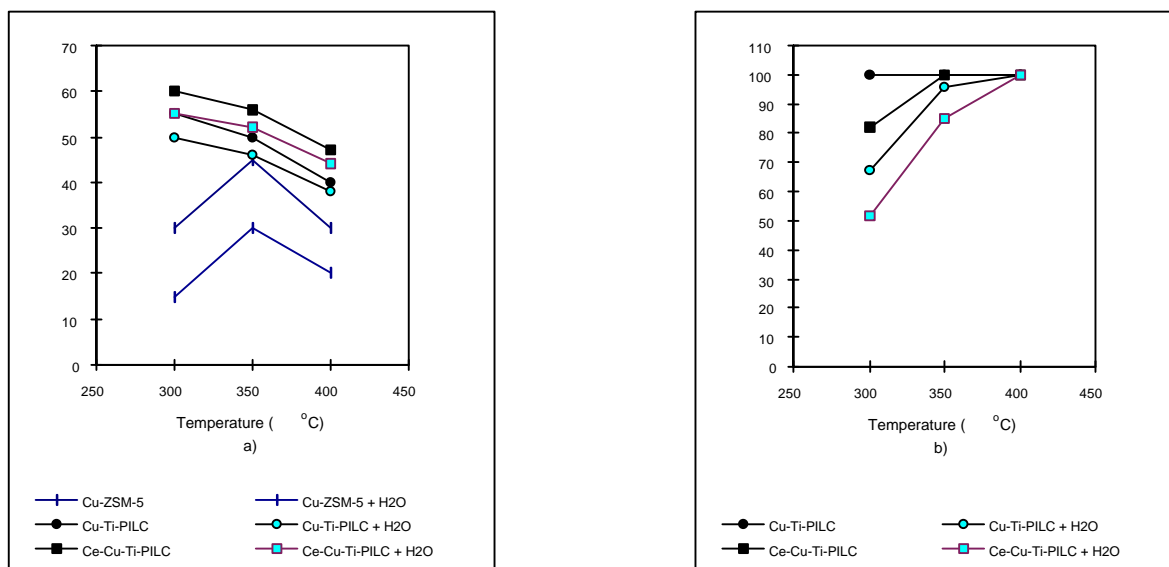 70
60
50
40
30
20
10
0
250 300 350 400 450
Temperature ( °C)
a)
Cu-ZSM-5 Cu-ZSM-5 + H2O
Cu-Ti-PILC Cu-Ti-PILC + H2O
Ce-Cu-Ti-PILC Ce-Cu-Ti-PILC + H2O
110
100
90
80
70
60
50
40
30
20
10
0
250 300 350 400 450
Temperature ( °C)
b)
Cu-Ti-PILC Cu-Ti-PILC + H2O
Ce-Cu-Ti-PILC Ce-Cu-Ti-PILC + H2O